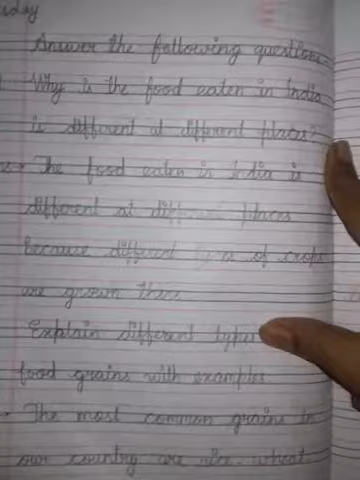 day
Answer the following questions.
Why is the food eaten in India
is different at different places?
The food eaten in India is
different at different places
because different types of crops
are grown there
Explain different types
food grains with examples.
The most common grains in
our country are rice, wheat